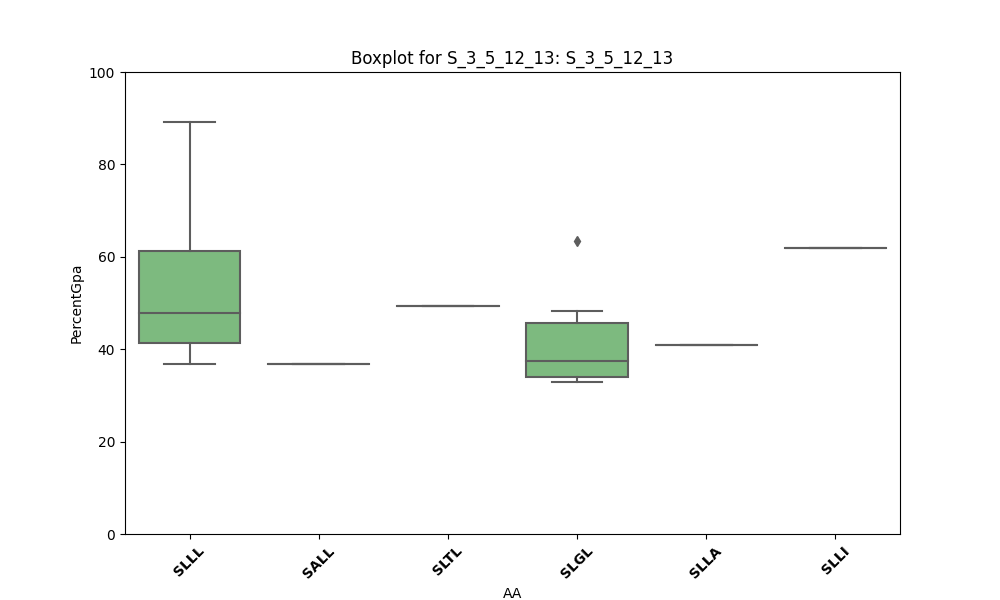 Boxplot for S_3_5_12_13: S_3_5_12_13
100
80
60
40
20
0
PercentGpa
SLLL
SALL
SLTL
SLGL
SLLA
SLLI
AA